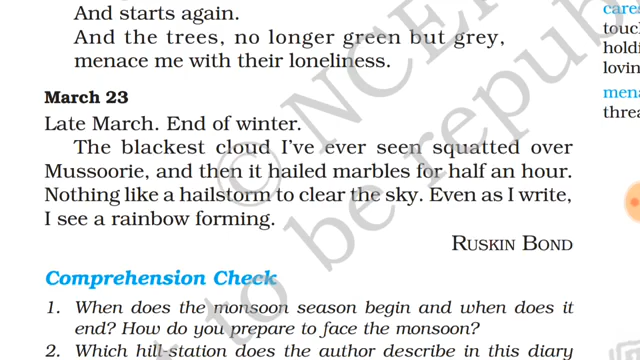 And starts again.
And the trees, no longer green but grey,
menace me with their loneliness.
March 23
Late March. End of winter.
The blackest cloud I've ever seen squatted over
Mussoorie, and then it hailed marbles for half an hour.
Nothing like a hailstorm to clear the sky. Even as I write,
I see a rainbow forming.
RUSKIN BOND
Comprehension Check
1. When does the monsoon season begin and when does it
end? How do you prepare to face the monsoon?
2. Which hill-station does the author describe in this diary
© NCER
to be republ